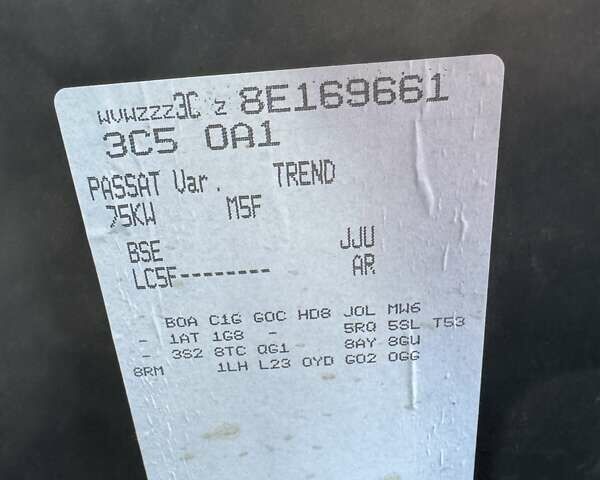 WVWZZZ3C Z 8E169661
3C5 0A1
PASSAT Var. TREND
75KW M5F
BSE JJU
LC5F-------- AR
B0A C1G G0C HD8 J0L MW6
- 1AT 1G8 - 5RQ 5SL T53
- 3S2 8TC QG1 8AY 8GU
8RM 1LH L23 0YD G02 0GG